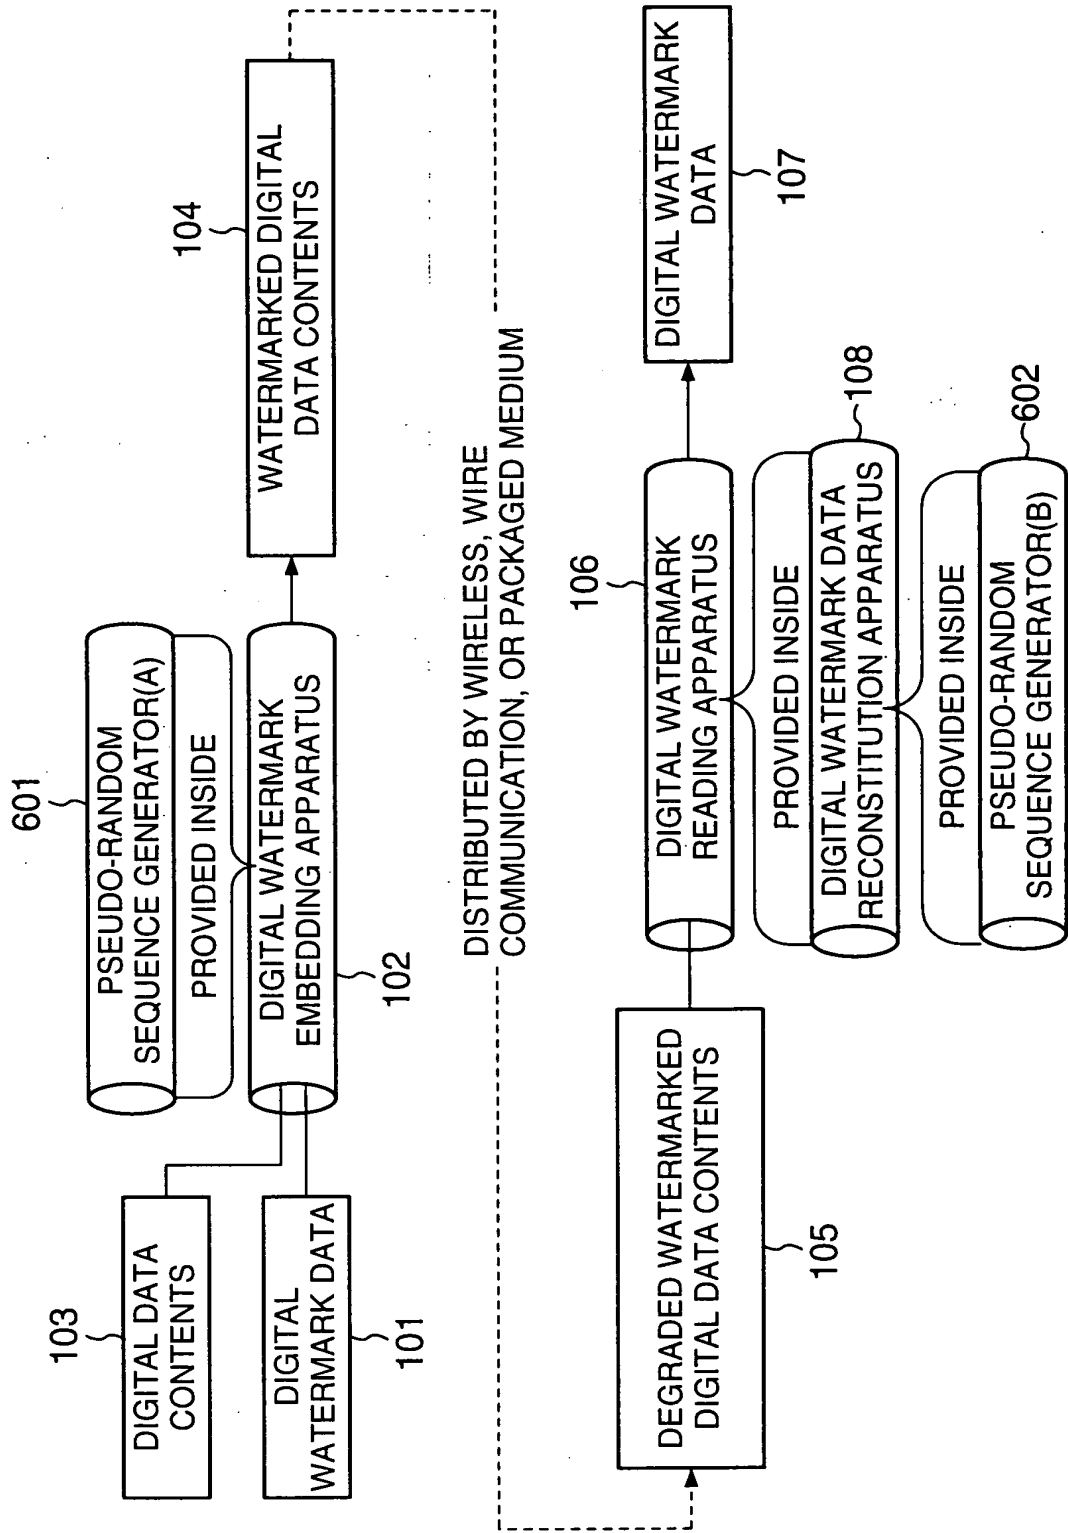 601
PSEUDO-RANDOM
SEQUENCE GENERATOR(A)
PROVIDED INSIDE
103
DIGITAL DATA
CONTENTS
DIGITAL
WATERMARK DATA
101
DIGITAL WATERMARK
EMBEDDING APPARATUS
102
104
WATERMARKED DIGITAL
DATA CONTENTS
DISTRIBUTED BY WIRELESS, WIRE
COMMUNICATION, OR PACKAGED MEDIUM
DEGRADED WATERMARKED
DIGITAL DATA CONTENTS
105
106
DIGITAL WATERMARK
READING APPARATUS
DIGITAL WATERMARK
DATA
107
PROVIDED INSIDE
108
DIGITAL WATERMARK DATA
RECONSTITUTION APPARATUS
PROVIDED INSIDE
602
PSEUDO-RANDOM
SEQUENCE GENERATOR(B)